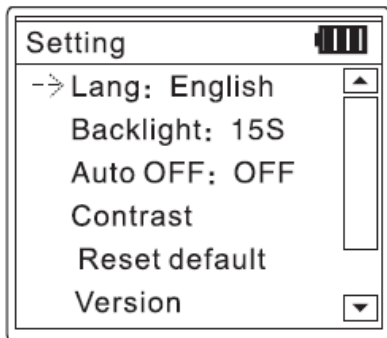 Setting
Lang: English
Backlight: 15S
Auto OFF: OFF
Contrast
Reset default
Version